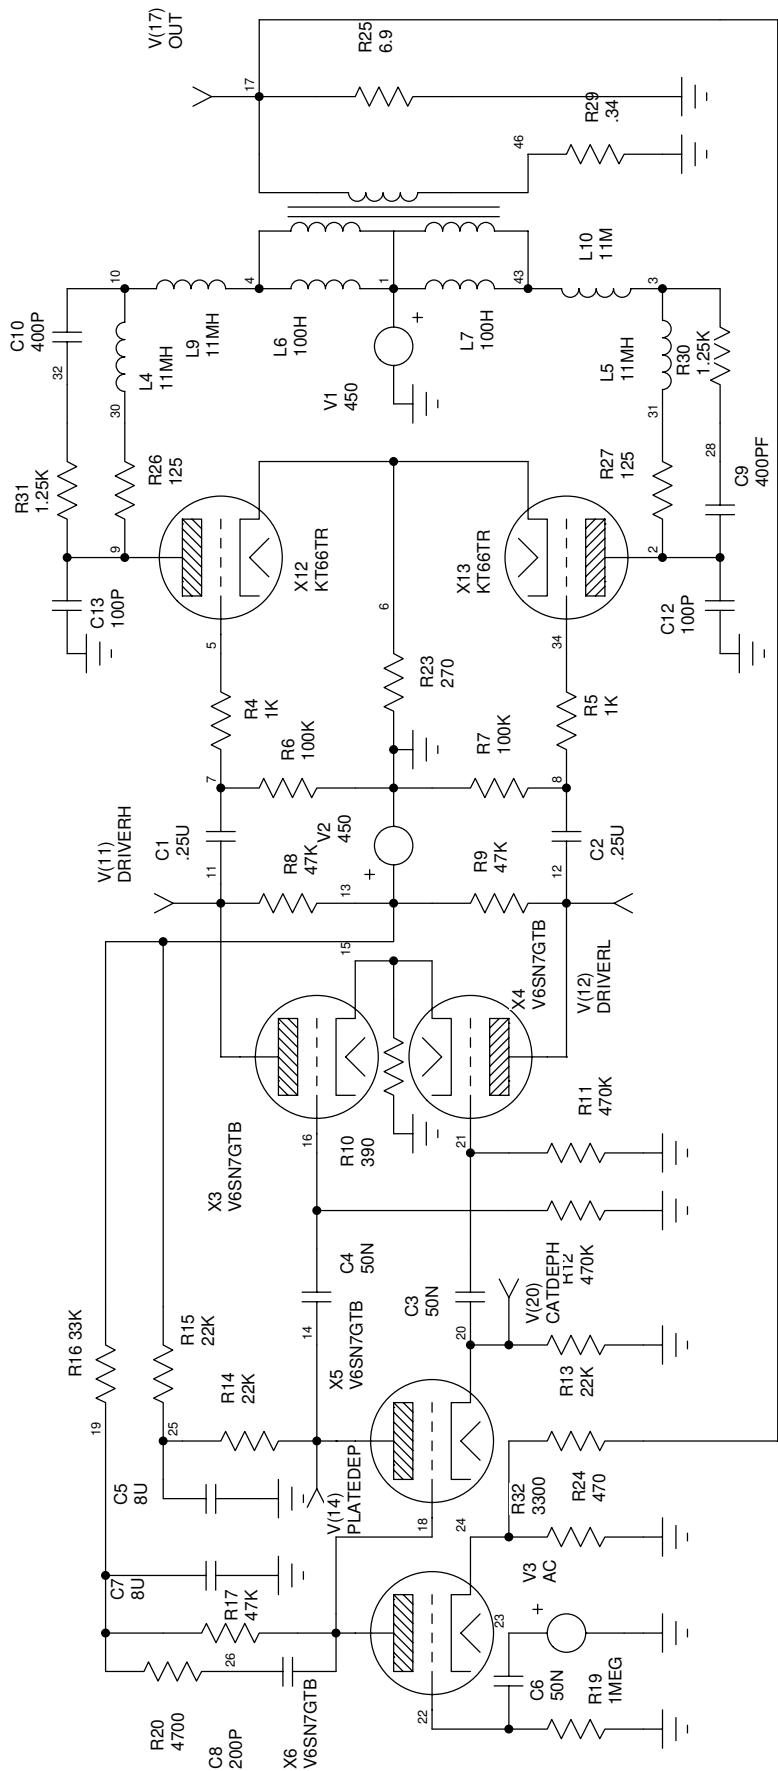 V(17)
OUT
17
R25
6.9
R29
.34
46
C10
400P
10
32
L4
11MH
30
L9
11MH
4
L6
100H
1
L7
100H
43
L10
11M
3
V1
450
+
L5
11MH
R30
1.25K
31
28
C9
400PF
R31
1.25K
R26
125
9
C13
100P
X12
KT66TR
X13
KT66TR
R27
125
2
C12
100P
5
6
34
R4
1K
R23
270
R5
1K
7
R6
100K
R7
100K
8
C1
.25U
V2
450
+
C2
.25U
V(11)
DRIVERH
11
R8
47K
13
R9
47K
12
V(12)
DRIVERL
15
X4
V6SN7GTB
X3
V6SN7GTB
16
R10
390
21
R11
470K
C4
50N
C3
50N
R12
470K
V(20)
CATDEPH
14
X5
V6SN7GTB
20
R13
22K
R16 33K
R15
22K
R14
22K
19
25
C5
8U
V(14)
PLATEDEP
18
24
R32
3300
R24
470
C7
8U
R17
47K
26
23
V3
AC
+
R20
4700
C8
200P
X6
V6SN7GTB
22
C6
50N
R19
1MEG